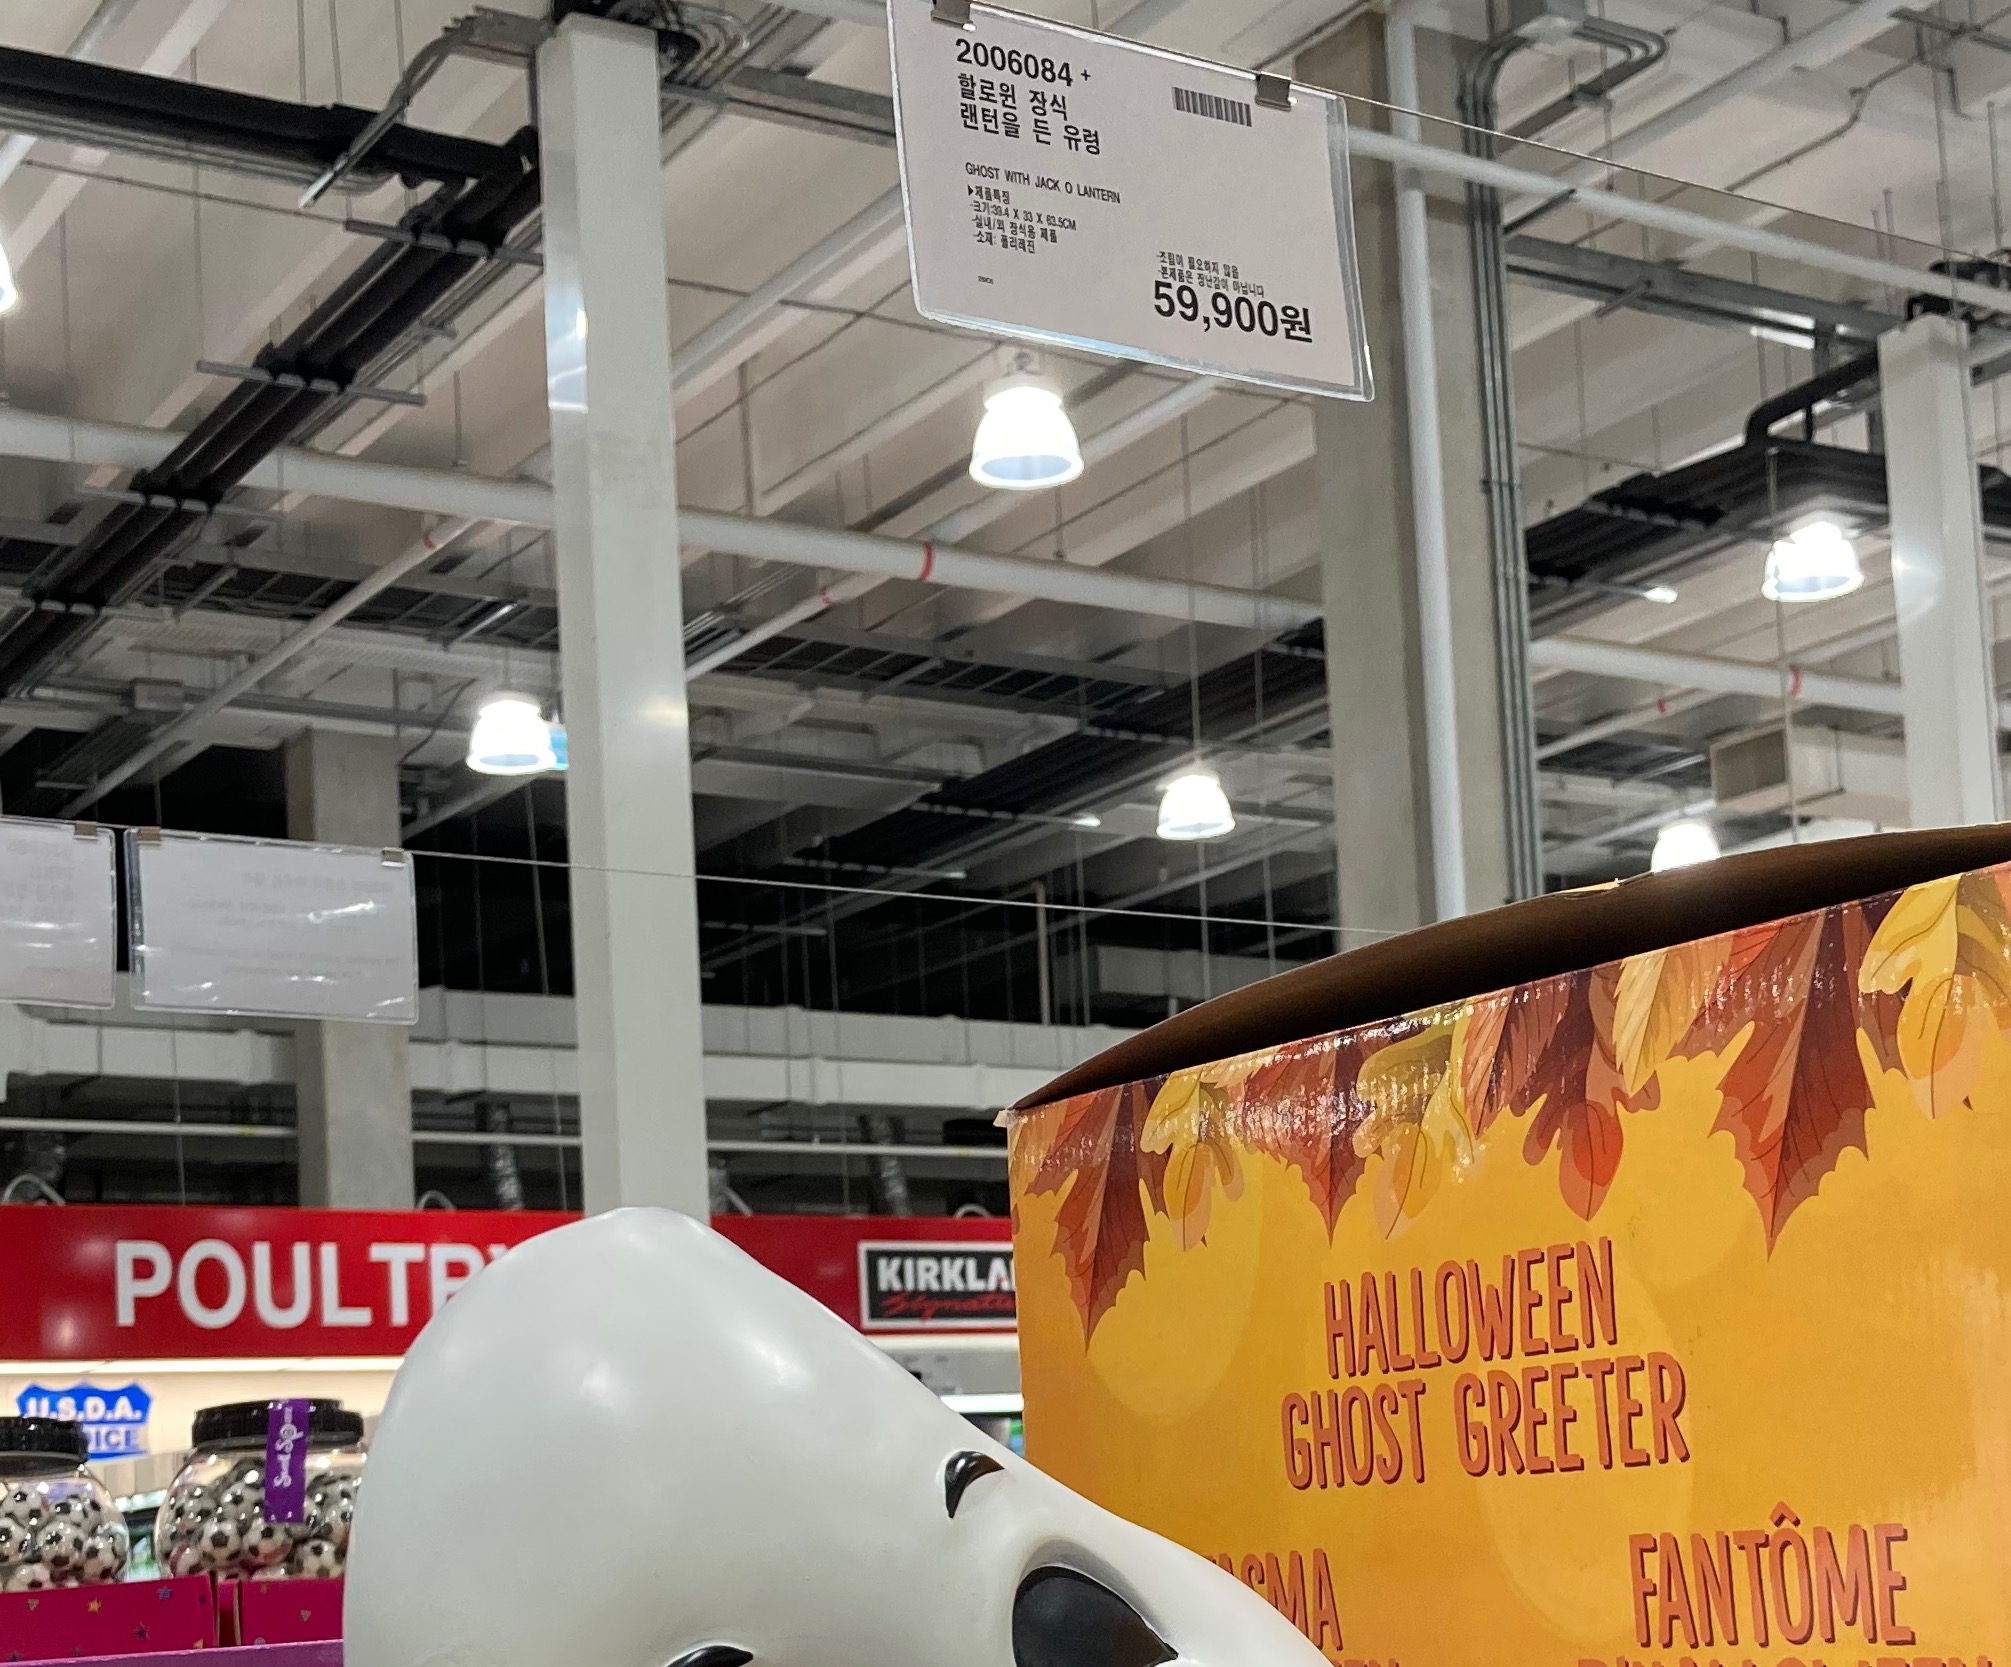 2006084 +
할로윈 장식
랜턴을 든 유령
GHOST WITH JACK O LANTERN
▶제품특징
-크기:39.4 X 33 X 63.5CM
-실내/외 장식용 제품
-소재: 폴리레진
-조립이 필요하지 않음
-본제품은 장난감이 아닙니다
59,900원
POULTRY
KIRKLA
Signatu
U.S.D.A.
HALLOWEEN
GHOST GREETER
ASMA
FANTÔME